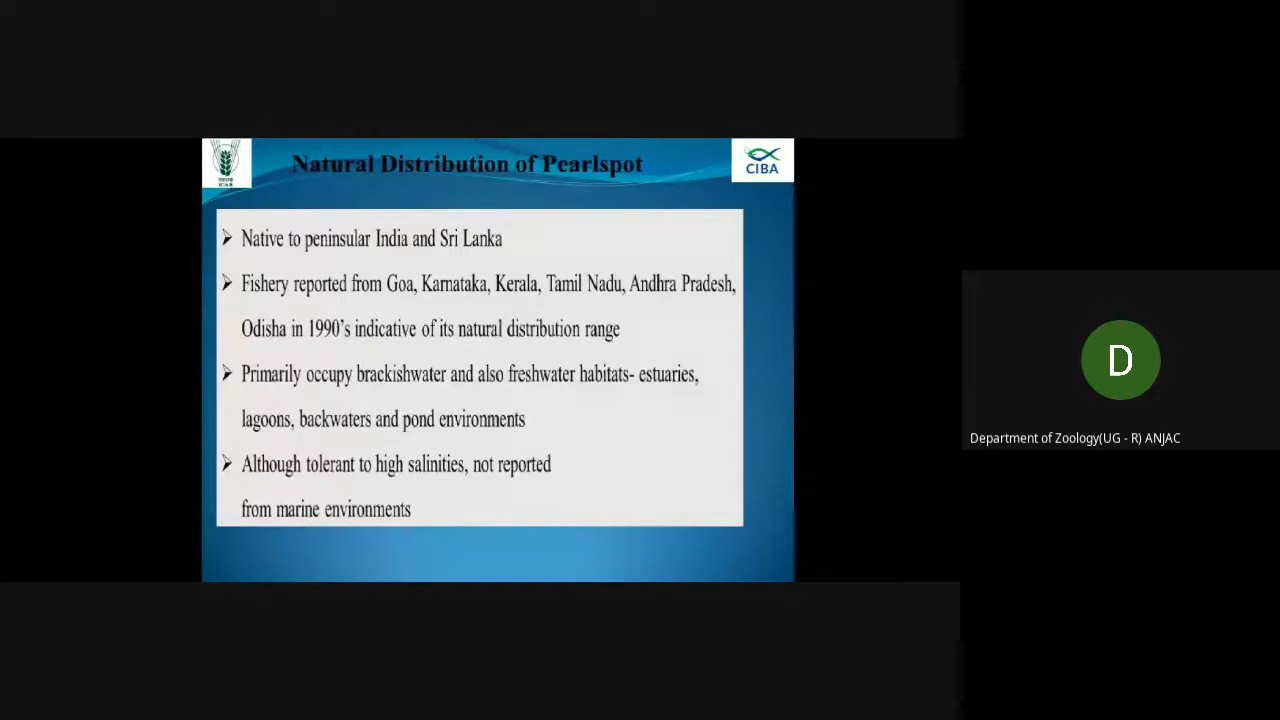 Natural Distribution of Pearlspot
CIBA
➢ Native to peninsular India and Sri Lanka
➢ Fishery reported from Goa, Karnataka, Kerala, Tamil Nadu, Andhra Pradesh,
Odisha in 1990's indicative of its natural distribution range
➢ Primarily occupy brackishwater and also freshwater habitats- estuaries,
lagoons, backwaters and pond environments
➢ Although tolerant to high salinities, not reported
from marine environments
D
Department of Zoology(UG - R) ANJAC